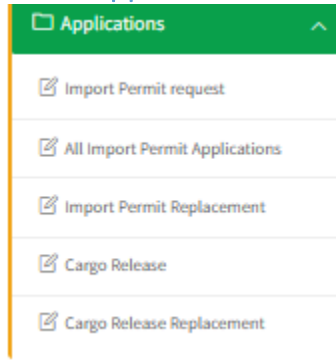 Applications
Import Permit request
All Import Permit Applications
Import Permit Replacement
Cargo Release
Cargo Release Replacement